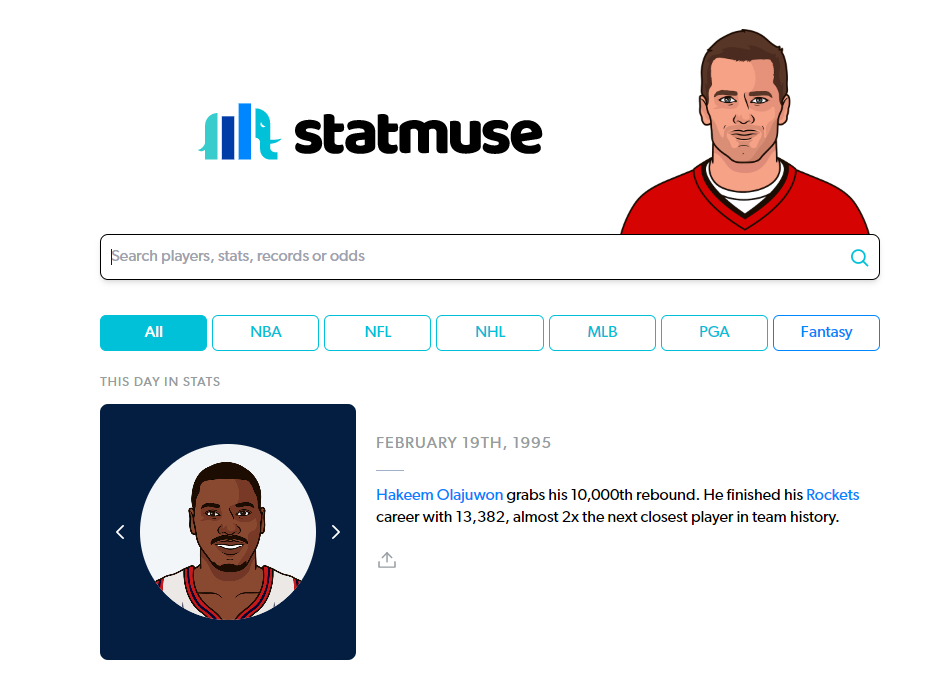 statmuse
Search players, stats, records or odds
All NBA NFL NHL MLB PGA Fantasy
THIS DAY IN STATS
FEBRUARY 19TH, 1995
Hakeem Olajuwon grabs his 10,000th rebound. He finished his Rockets
career with 13,382, almost 2x the next closest player in team history.